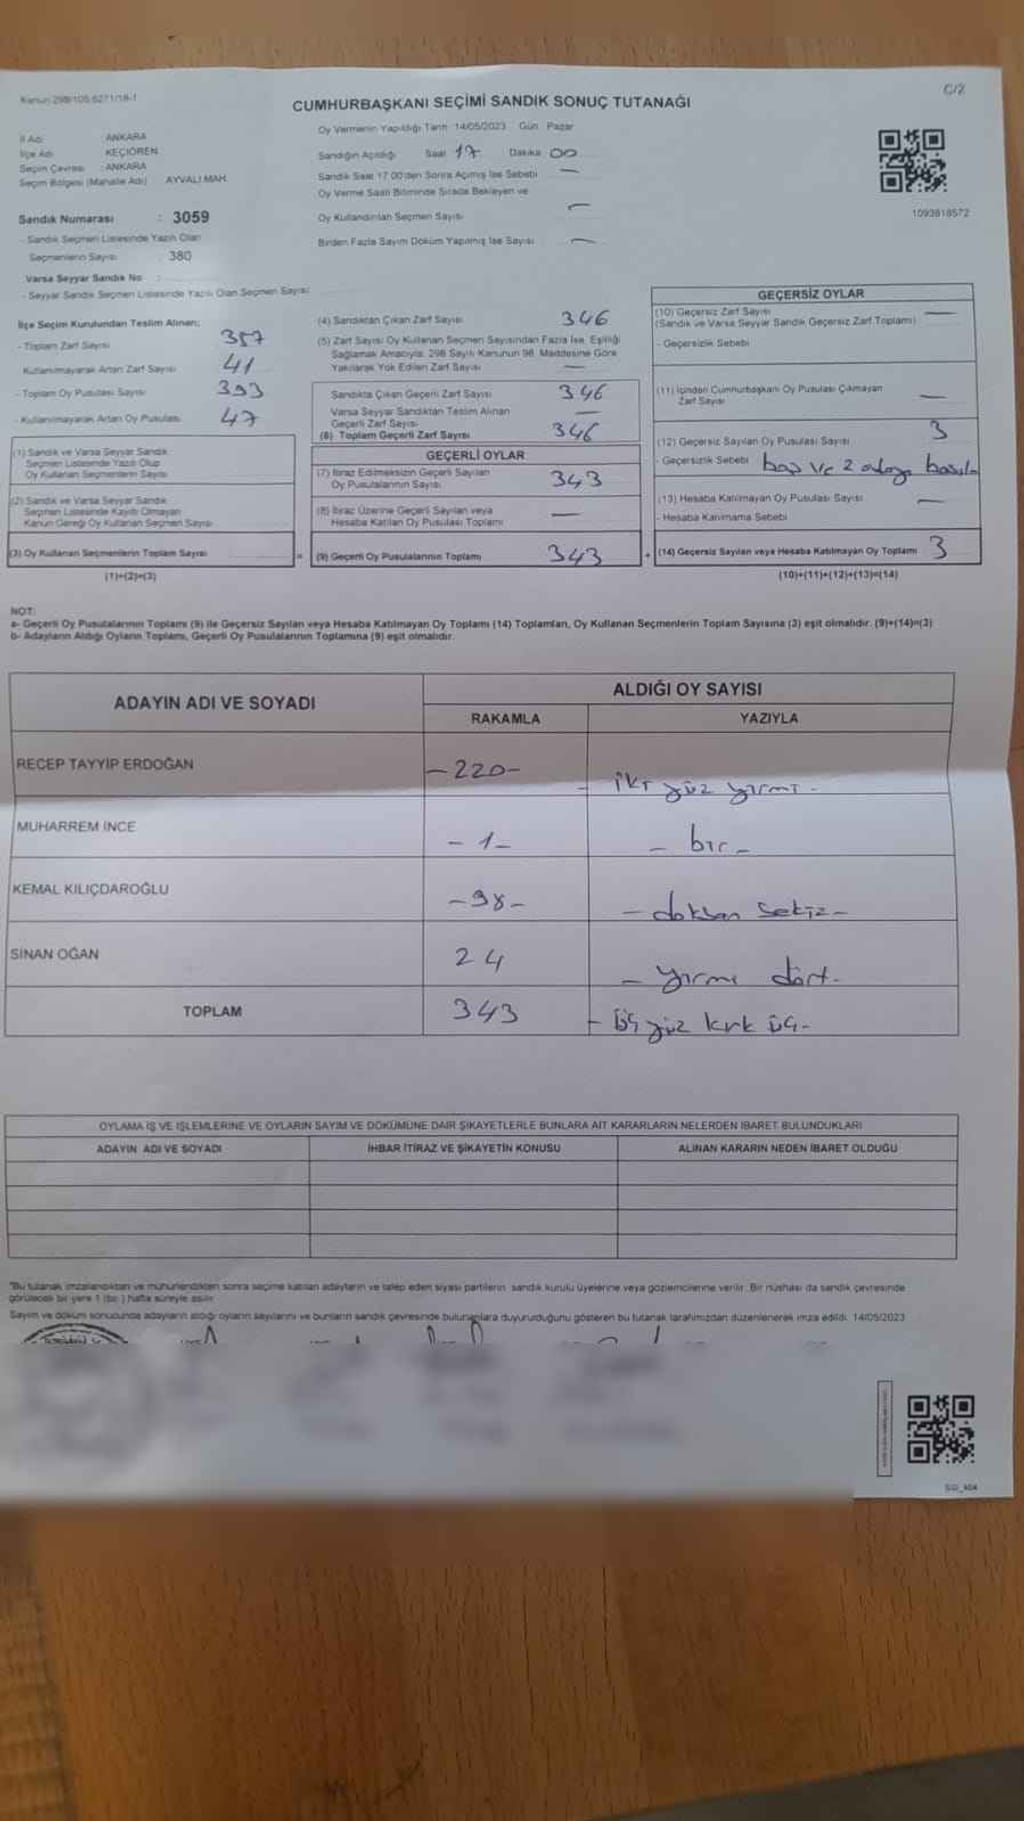 Kanun 298/105,6271/18-1
C/2
CUMHURBAŞKANI SEÇİMİ SANDIK SONUÇ TUTANAĞI
İl Adı : ANKARA
İlçe Adı : KEÇİÖREN
Seçim Çevresi : ANKARA
Seçim Bölgesi (Mahalle Adı) AYVALI MAH.
Sandık Numarası : 3059
- Sandık Seçmen Listesinde Yazılı Olan
Seçmenlerin Sayısı 380
Varsa Seyyar Sandık No :
- Seyyar Sandık Seçmen Listesinde Yazılı Olan Seçmen Sayısı
Oy Vermenin Yapıldığı Tarih 14/05/2023 Gün Pazar
Sandığın Açıldığı Saat 17 Dakika 00
Sandık Saat 17.00'den Sonra Açılmış İse Sebebi —
Oy Verme Saati Bitiminde Sırada Bekleyen ve
Oy Kullandırılan Seçmen Sayısı —
Birden Fazla Sayım Döküm Yapılmış İse Sayısı —
1093818572
İlçe Seçim Kurulundan Teslim Alınan;
- Toplam Zarf Sayısı 387
Kullanılmayarak Artan Zarf Sayısı 41
- Toplam Oy Pusulası Sayısı 393
- Kullanılmayarak Artan Oy Pusulası 47
(1) Sandık ve Varsa Seyyar Sandık
Seçmen Listesinde Yazılı Olup
Oy Kullanan Seçmenlerin Sayısı
(2) Sandık ve Varsa Seyyar Sandık
Seçmen Listesinde Kayıtlı Olmayan
Kanun Gereği Oy Kullanan Seçmen Sayısı
(3) Oy Kullanan Seçmenlerin Toplam Sayısı =
(1)+(2)=(3)
(4) Sandıktan Çıkan Zarf Sayısı 346
(5) Zarf Sayısı Oy Kullanan Seçmen Sayısından Fazla İse, Eşitliği
Sağlamak Amacıyla, 298 Sayılı Kanunun 98. Maddesine Göre
Yakılarak Yok Edilen Zarf Sayısı —
Sandıkta Çıkan Geçerli Zarf Sayısı 346
Varsa Seyyar Sandıktan Teslim Alınan
Geçerli Zarf Sayısı —
(6) Toplam Geçerli Zarf Sayısı 346
GEÇERLİ OYLAR
(7) İtiraz Edilmeksizin Geçerli Sayılan
Oy Pusulalarının Sayısı 343
(8) İtiraz Üzerine Geçerli Sayılan veya
Hesaba Katılan Oy Pusulası Toplamı —
(9) Geçerli Oy Pusulalarının Toplamı 343 +
GEÇERSİZ OYLAR
(10) Geçersiz Zarf Sayısı —
(Sandık ve Varsa Seyyar Sandık Geçersiz Zarf Toplamı)
- Geçersizlik Sebebi
(11) İçinden Cumhurbaşkanı Oy Pusulası Çıkmayan
Zarf Sayısı —
(12) Geçersiz Sayılan Oy Pusulası Sayısı 3
- Geçersizlik Sebebi boş ve 2 adaya
(13) Hesaba Katılmayan Oy Pusulası Sayısı —
- Hesaba Katılmama Sebebi
(14) Geçersiz Sayılan veya Hesaba Katılmayan Oy Toplamı 3
(10)+(11)+(12)+(13)=(14)
NOT:
a- Geçerli Oy Pusulalarının Toplamı (9) ile Geçersiz Sayılan veya Hesaba Katılmayan Oy Toplamı (14) Toplamları, Oy Kullanan Seçmenlerin Toplam Sayısına (3) eşit olmalıdır. (9)+(14)=(3)
b- Adayların Aldığı Oyların Toplamı, Geçerli Oy Pusulalarının Toplamına (9) eşit olmalıdır.
ADAYIN ADI VE SOYADI
ALDIĞI OY SAYISI
RAKAMLA YAZIYLA
RECEP TAYYİP ERDOĞAN -220- iki yüz yirmi -
MUHARREM İNCE - 1 - - bir -
KEMAL KILIÇDAROĞLU -98- - doksan sekiz -
SİNAN OĞAN 24 - yirmi dört -
TOPLAM 343 - üç yüz kırk üç -
OYLAMA İŞ VE İŞLEMLERİNE VE OYLARIN SAYIM VE DÖKÜMÜNE DAİR ŞİKAYETLERLE BUNLARA AİT KARARLARIN NELERDEN İBARET BULUNDUKLARI
ADAYIN ADI VE SOYADI İHBAR İTİRAZ VE ŞİKAYETİN KONUSU ALINAN KARARIN NEDEN İBARET OLDUĞU
"Bu tutanak imzalandıktan ve mühürlendikten sonra seçime katılan adayların ve talep eden siyasi partilerin sandık kurulu üyelerine veya gözlemcilerine verilir. Bir nüshası da sandık çevresinde
görülecek bir yere 1 (bir) hafta süreyle asılır.
Sayım ve döküm sonucunda adayların aldığı oyların sayılarını ve bunların sandık çevresinde bulunanlara duyurulduğunu gösteren bu tutanak tarafımızdan düzenlenerek imza edildi. 14/05/2023